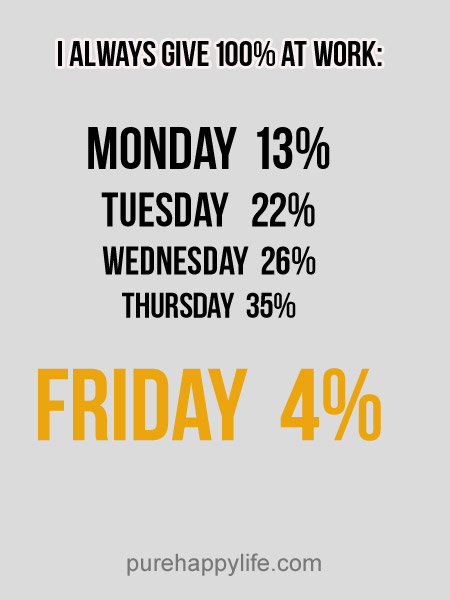 I ALWAYS GIVE 100% AT WORK:
MONDAY 13%
TUESDAY 22%
WEDNESDAY 26%
THURSDAY 35%
FRIDAY 4%
purehappylife.com